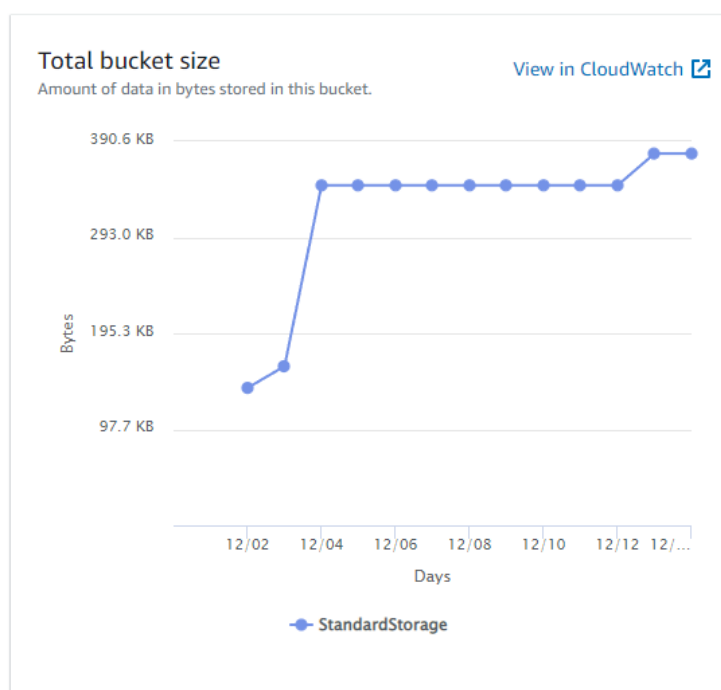 Total bucket size
View in CloudWatch
Amount of data in bytes stored in this bucket.
390.6 KB
293.0 KB
195.3 KB
97.7 KB
Bytes
12/02 12/04 12/06 12/08 12/10 12/12 12/...
Days
StandardStorage